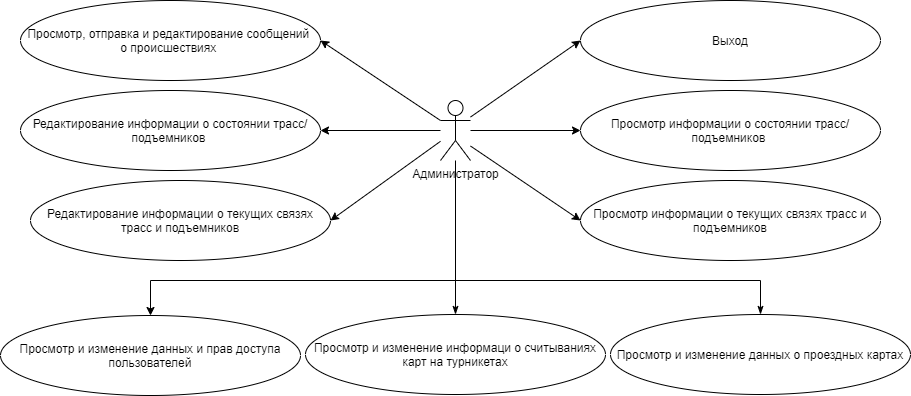 Просмотр, отправка и редактирование сообщений
о происшествиях
Выход
Редактирование информации о состоянии трасс/
подъемников
Просмотр информации о состоянии трасс/
подъемников
Администратор
Редактирование информации о текущих связях
трасс и подъемников
Просмотр информации о текущих связях трасс и
подъемников
Просмотр и изменение данных и прав доступа
пользователей
Просмотр и изменение информаци о считываниях
карт на турникетах
Просмотр и изменение данных о проездных картах